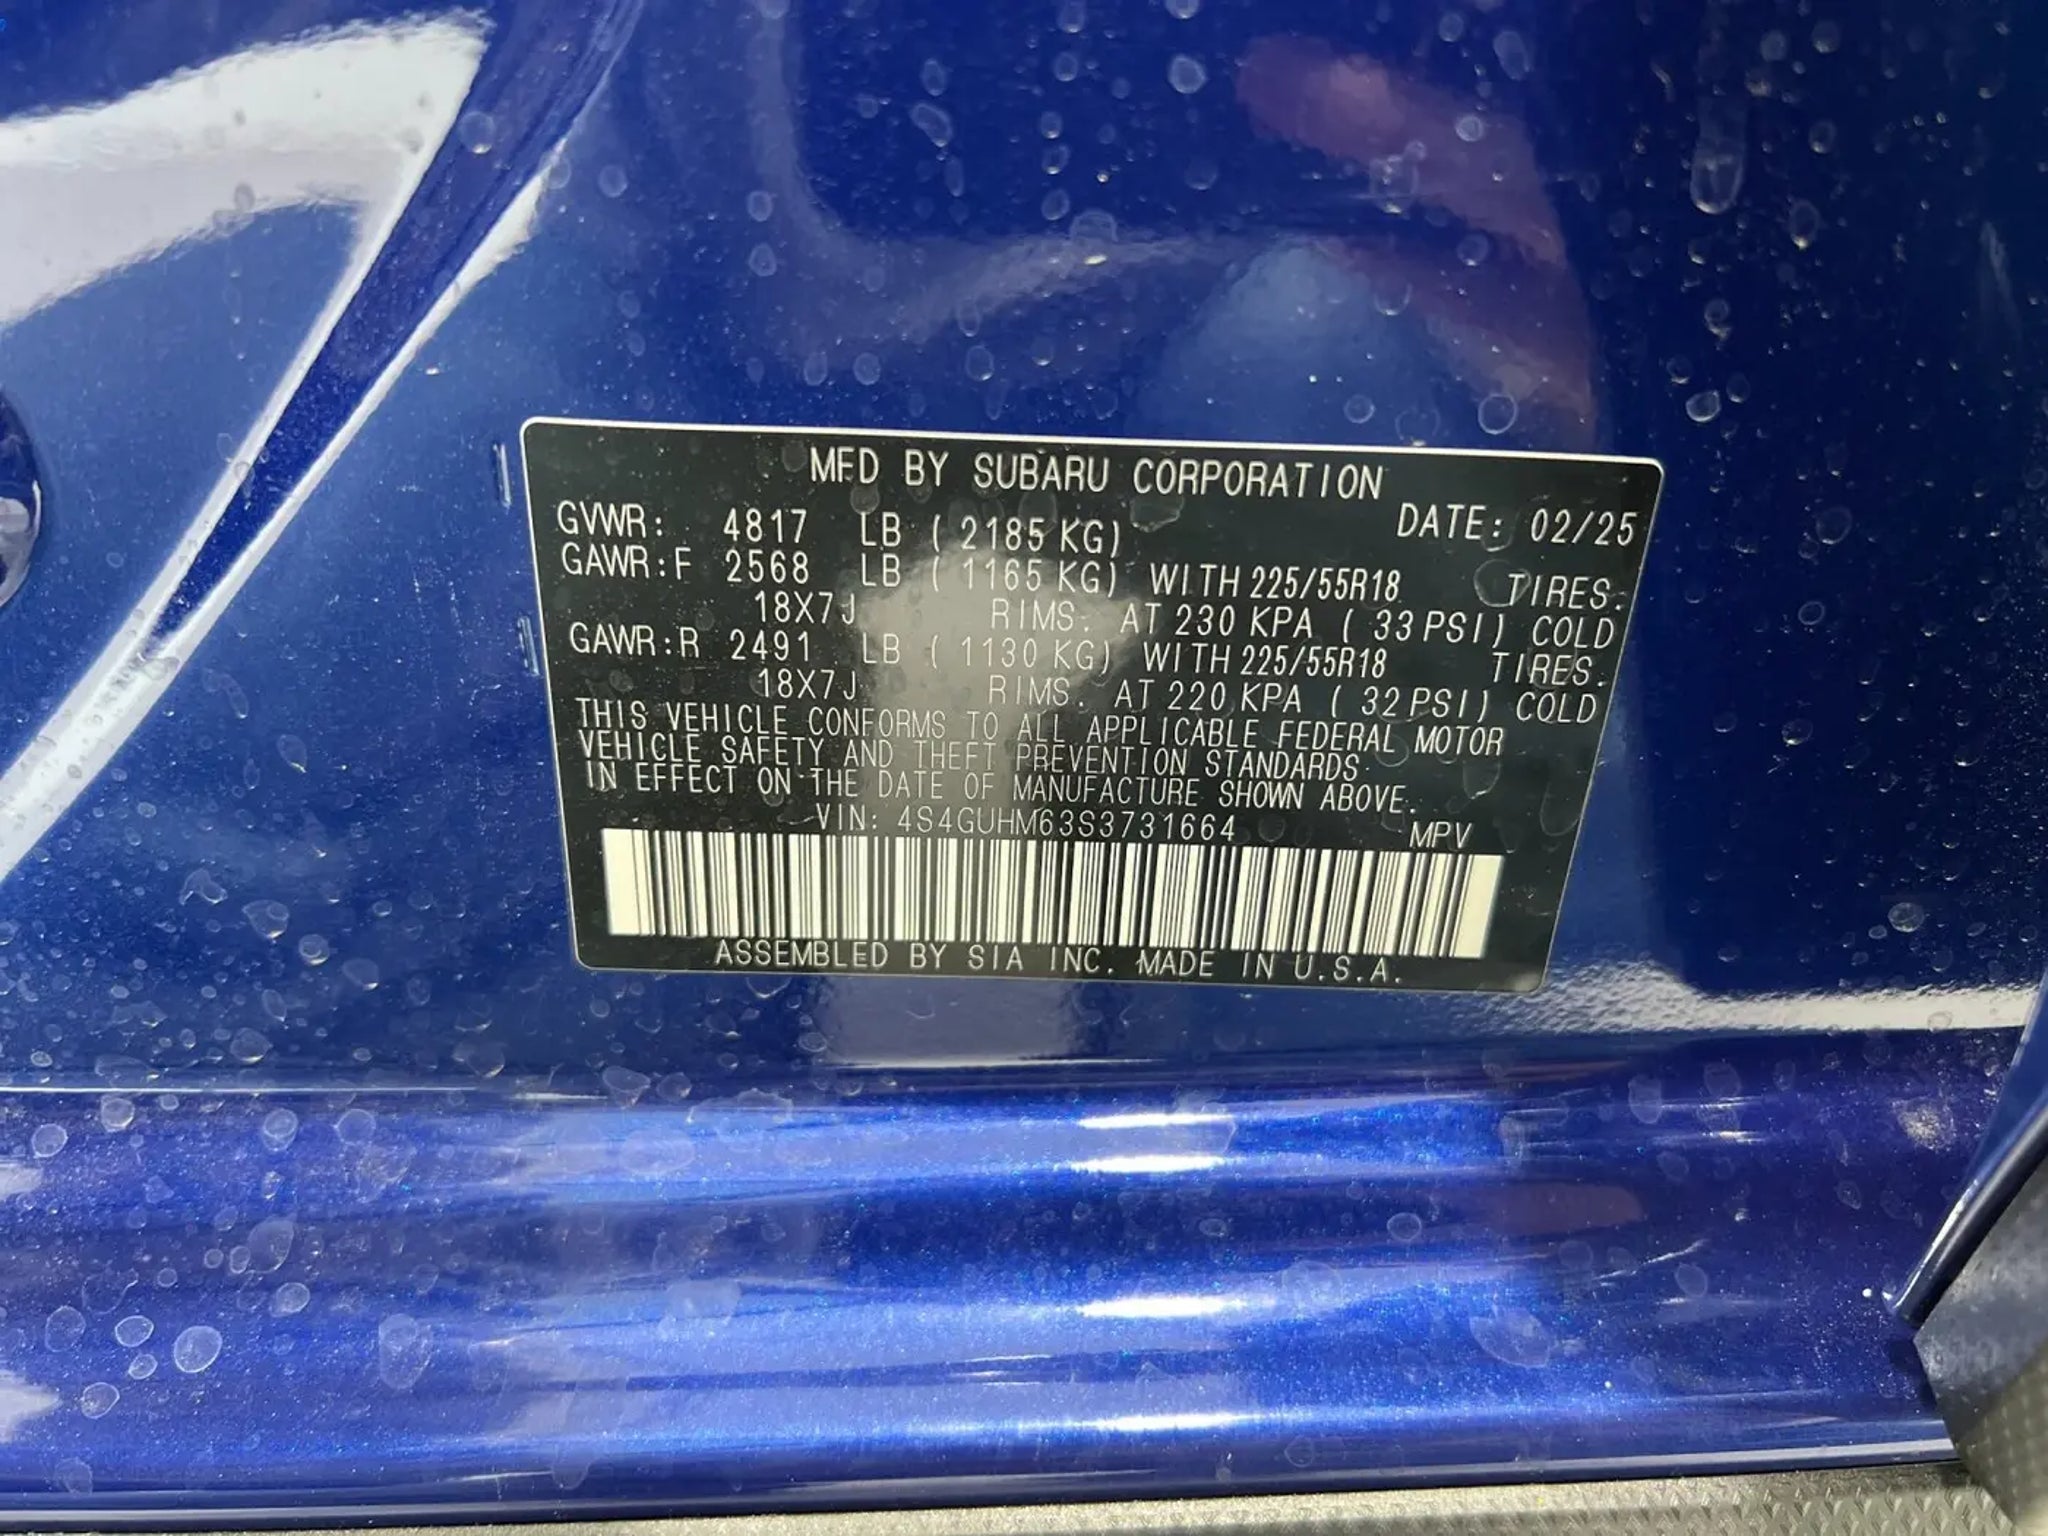 MFD BY SUBARU CORPORATION
GVWR: 4817 LB ( 2185 KG) DATE: 02/25
GAWR:F 2568 LB ( 1165 KG) WITH 225/55R18 TIRES.
18X7J RIMS. AT 230 KPA ( 33 PSI) COLD
GAWR:R 2491 LB ( 1130 KG) WITH 225/55R18 TIRES.
18X7J RIMS. AT 220 KPA ( 32 PSI) COLD
THIS VEHICLE CONFORMS TO ALL APPLICABLE FEDERAL MOTOR
VEHICLE SAFETY AND THEFT PREVENTION STANDARDS
IN EFFECT ON THE DATE OF MANUFACTURE SHOWN ABOVE.
VIN: 4S4GUHM63S3731664 MPV
ASSEMBLED BY SIA INC. MADE IN U.S.A.